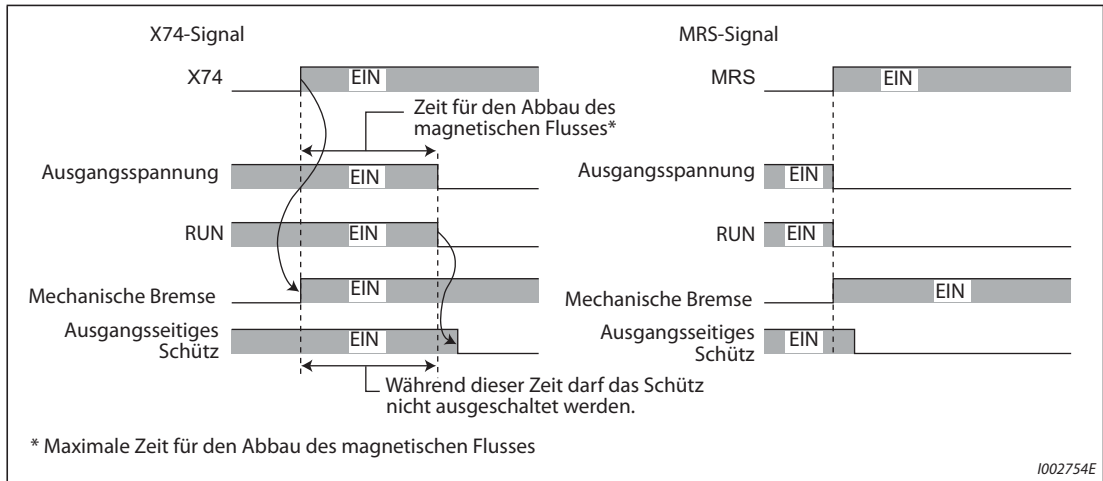 X74-Signal
X74
EIN
Zeit für den Abbau des
magnetischen Flusses*
Ausgangsspannung
EIN
RUN
EIN
Mechanische Bremse
EIN
Ausgangsseitiges
Schütz
EIN
Während dieser Zeit darf das Schütz
nicht ausgeschaltet werden.
MRS-Signal
MRS
EIN
Ausgangsspannung
EIN
RUN
EIN
Mechanische Bremse
EIN
Ausgangsseitiges
Schütz
EIN
* Maximale Zeit für den Abbau des magnetischen Flusses
I002754E